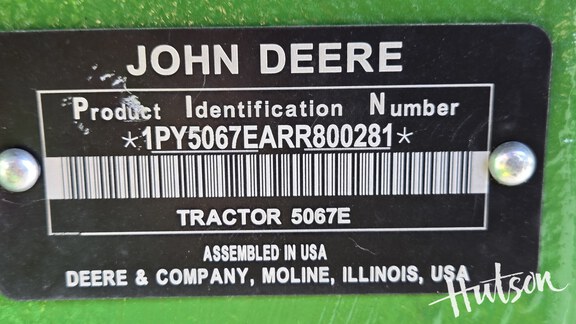 JOHN DEERE
Product Identification Number
*1PY5067EARR800281*
TRACTOR 5067E
ASSEMBLED IN USA
DEERE & COMPANY, MOLINE, ILLINOIS, USA
Hutson